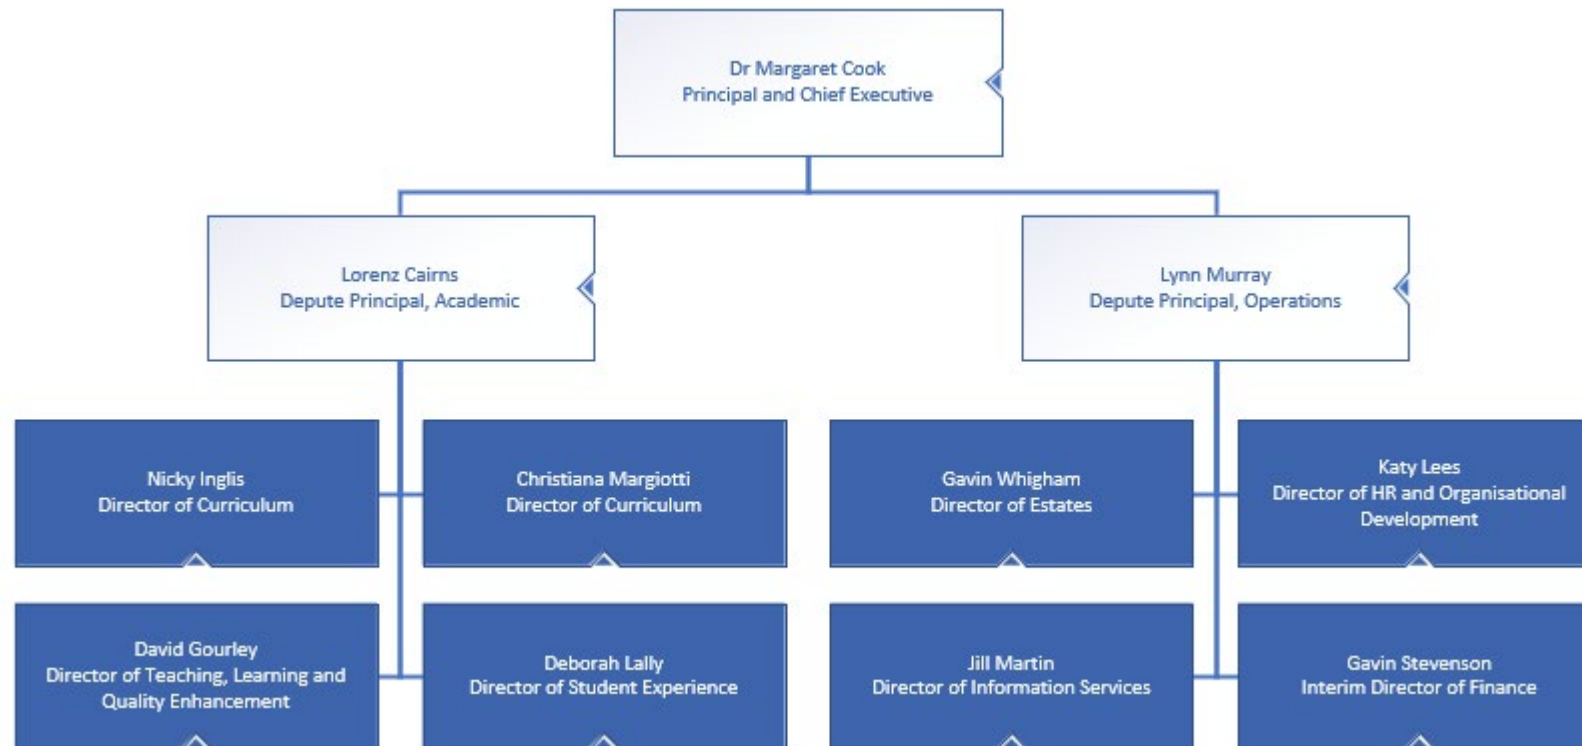 Dr Margaret Cook
Principal and Chief Executive
Lorenz Cairns
Depute Principal, Academic
Lynn Murray
Depute Principal, Operations
Nicky Inglis
Director of Curriculum
Christiana Margiotti
Director of Curriculum
Gavin Whigham
Director of Estates
Katy Lees
Director of HR and Organisational
Development
David Gourley
Director of Teaching, Learning and
Quality Enhancement
Deborah Lally
Director of Student Experience
Jill Martin
Director of Information Services
Gavin Stevenson
Interim Director of Finance